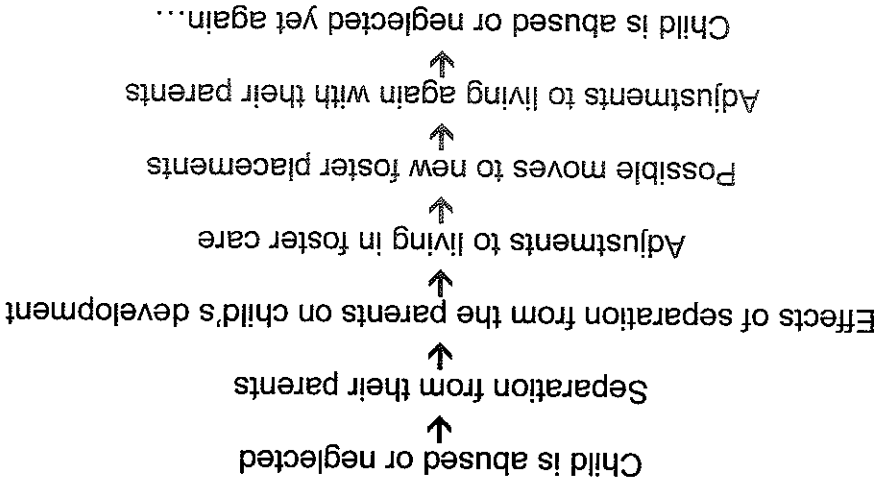 Child is abused or neglected
↓
Separation from their parents
↓
Effects of separation from the parents on child's development
↓
Adjustments to living in foster care
↓
Possible moves to new foster placements
↓
Adjustments to living again with their parents
↓
Child is abused or neglected yet again…